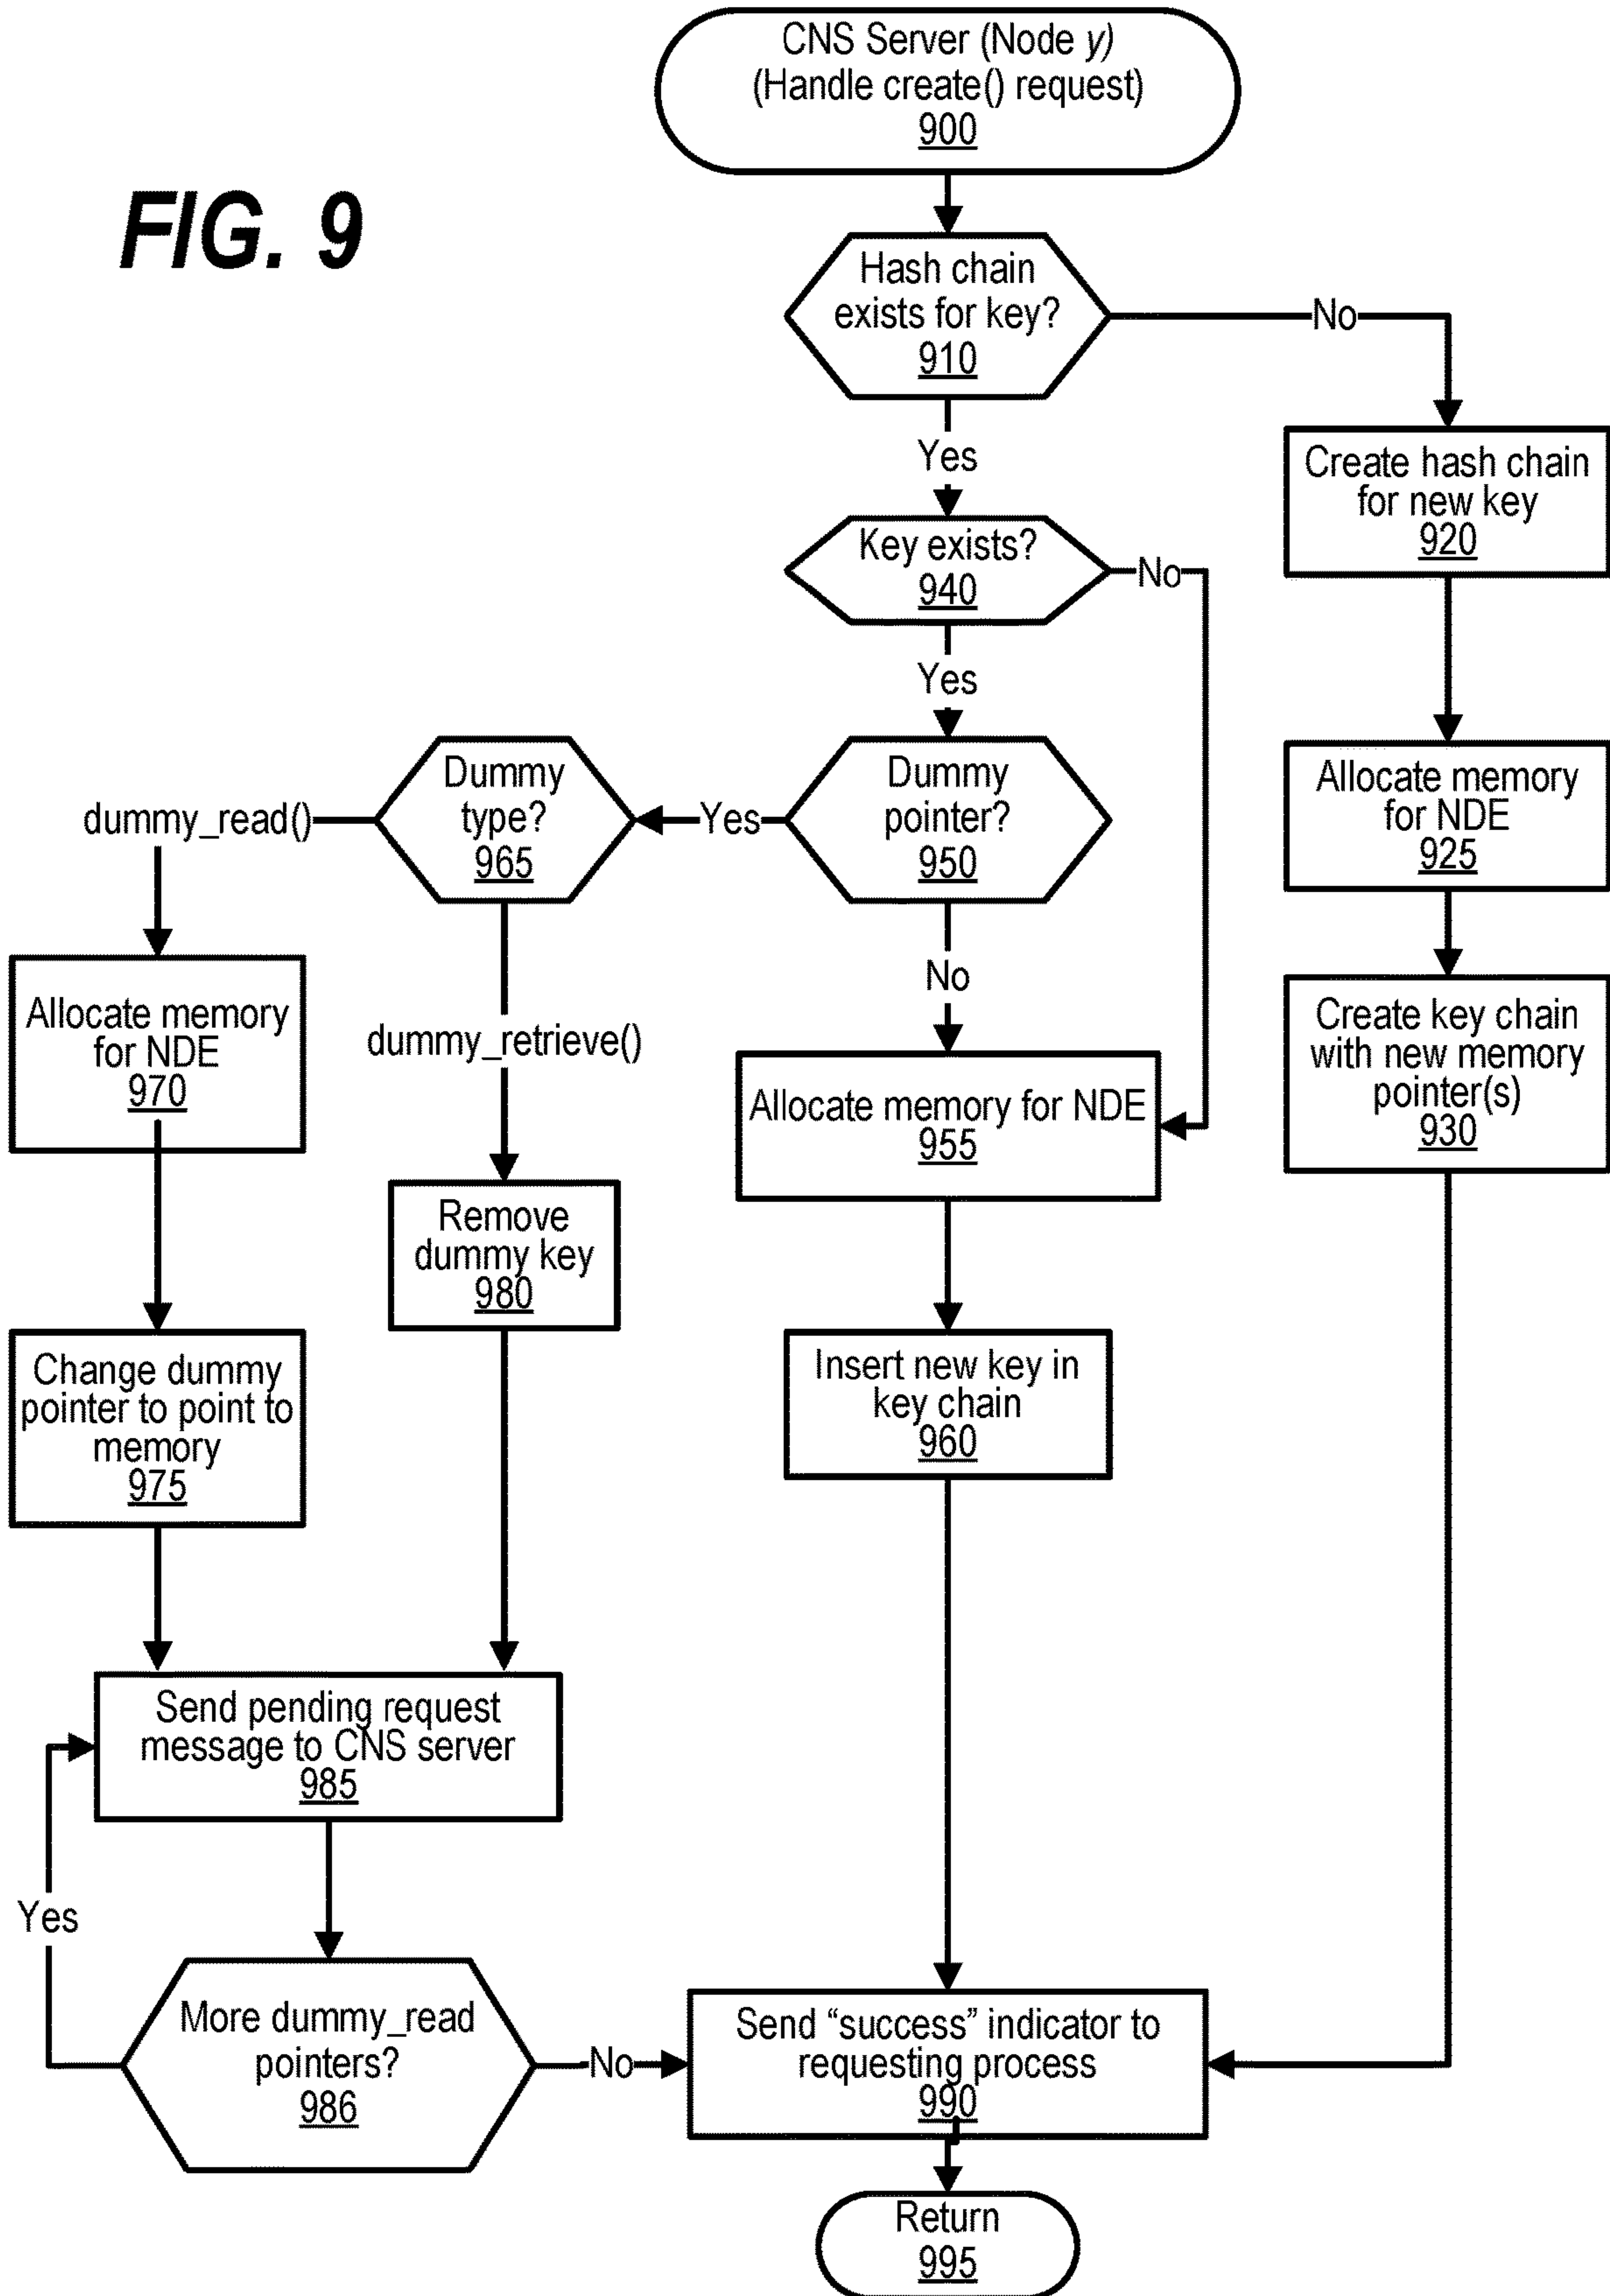 CNS Server (Node y)
(Handle create() request)
900
FIG. 9
Hash chain
exists for key?
910
No
Yes
Create hash chain
for new key
920
Key exists?
940
No
Yes
Dummy
type?
965
Yes
Dummy
pointer?
950
dummy_read()
Allocate memory
for NDE
925
No
Allocate memory
for NDE
970
dummy_retrieve()
Create key chain
with new memory
pointer(s)
930
Allocate memory for NDE
955
Remove
dummy key
980
Change dummy
pointer to point to
memory
975
Insert new key in
key chain
960
Send pending request
message to CNS server
985
Yes
More dummy_read
pointers?
986
No
Send “success” indicator to
requesting process
990
Return
995